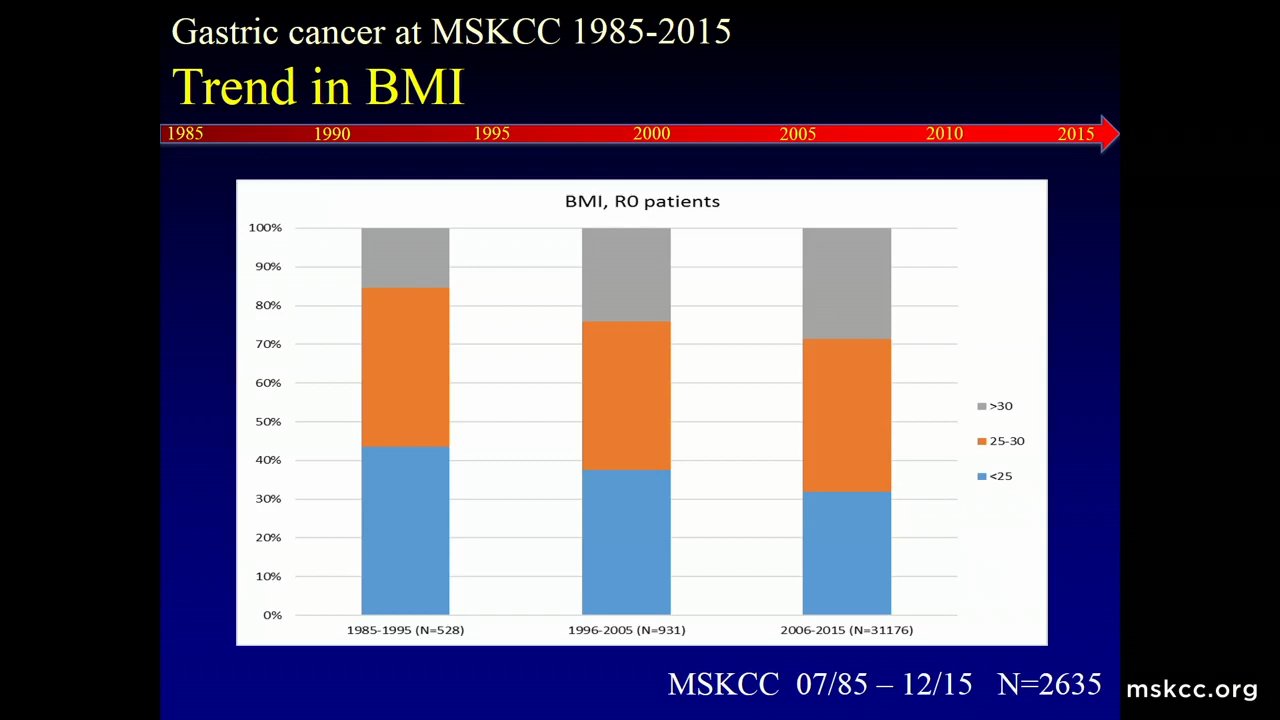 Gastric cancer at MSKCC 1985-2015
Trend in BMI
1985 1990 1995 2000 2005 2010 2015
BMI, R0 patients
100%
90%
80%
70%
60%
50%
40%
30%
20%
10%
0%
>30
25-30
<25
1985-1995 (N=528) 1996-2005 (N=931) 2006-2015 (N=31176)
MSKCC 07/85 – 12/15 N=2635
mskcc.org